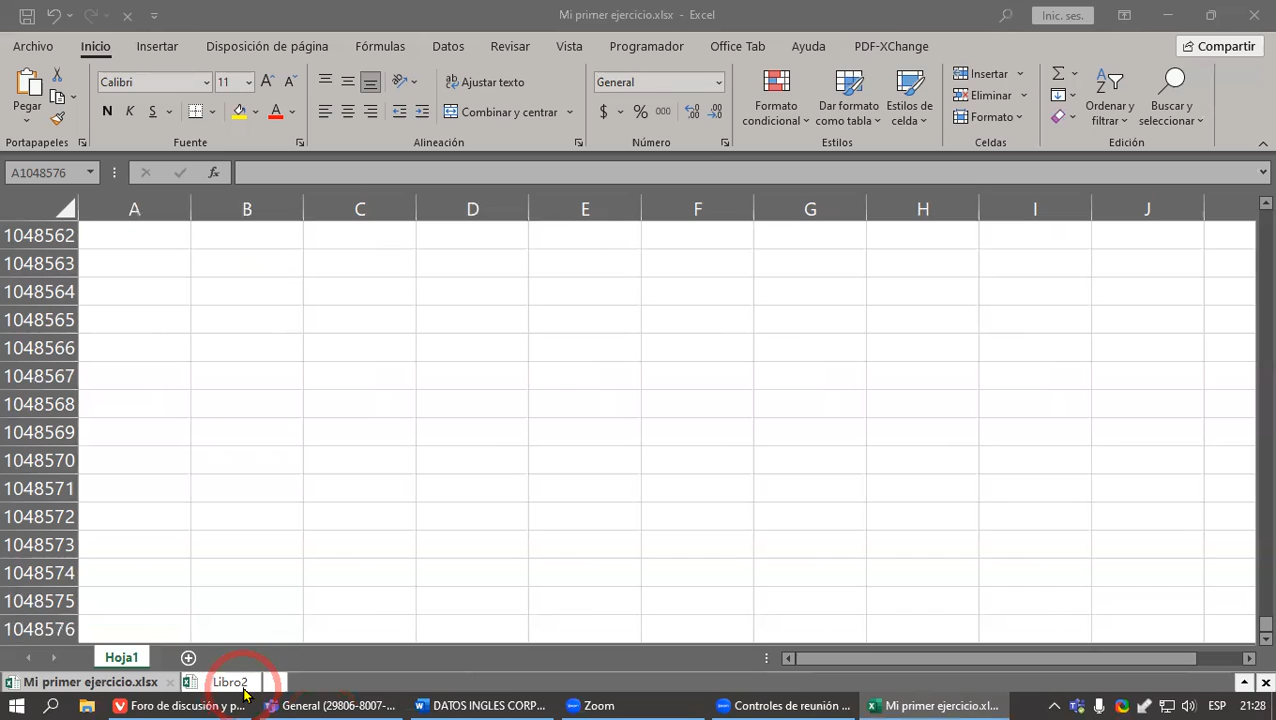 Mi primer ejercicio.xlsx - Excel
Inic. ses.
Archivo Inicio Insertar Disposición de página Fórmulas Datos Revisar Vista Programador Office Tab Ayuda PDF-XChange Compartir
Pegar
Calibri 11
N K S
Ajustar texto
Combinar y centrar
General
$ % 000
Formato condicional
Dar formato como tabla
Estilos de celda
Insertar
Eliminar
Formato
Ordenar y filtrar
Buscar y seleccionar
Portapapeles Fuente Alineación Número Estilos Celdas Edición
A1048576 fx
A B C D E F G H I J
1048562
1048563
1048564
1048565
1048566
1048567
1048568
1048569
1048570
1048571
1048572
1048573
1048574
1048575
1048576
Hoja1
Mi primer ejercicio.xlsx Libro2
Foro de discusión y p... General (29806-8007-... DATOS INGLES CORP... Zoom Controles de reunión ... Mi primer ejercicio.xl... ESP 21:28